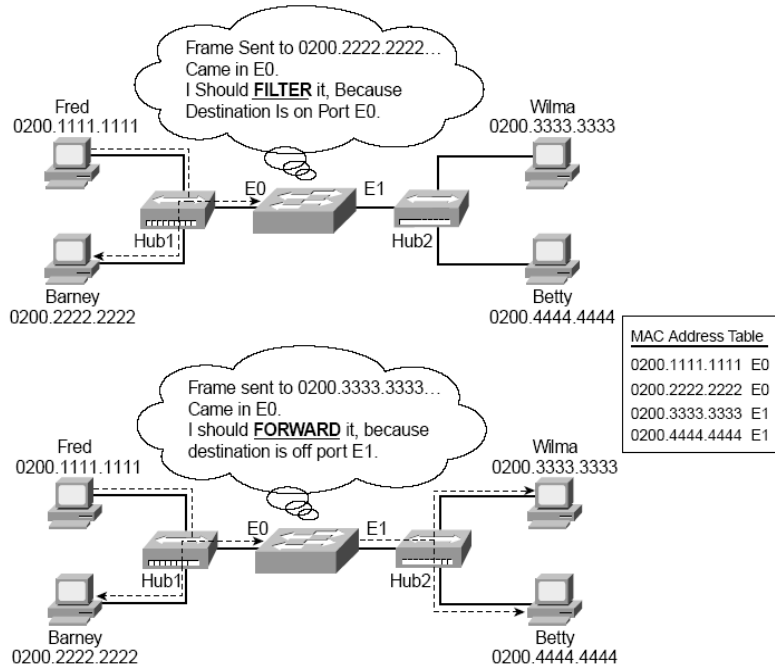 Frame Sent to 0200.2222.2222…
Came in E0.
I Should FILTER it, Because
Destination Is on Port E0.
Fred
0200.1111.1111
Wilma
0200.3333.3333
E0
E1
Hub1
Hub2
Barney
0200.2222.2222
Betty
0200.4444.4444
MAC Address Table
0200.1111.1111 E0
0200.2222.2222 E0
0200.3333.3333 E1
0200.4444.4444 E1
Frame sent to 0200.3333.3333…
Came in E0.
I should FORWARD it, because
destination is off port E1.
Fred
0200.1111.1111
Wilma
0200.3333.3333
E0
E1
Hub1
Hub2
Barney
0200.2222.2222
Betty
0200.4444.4444